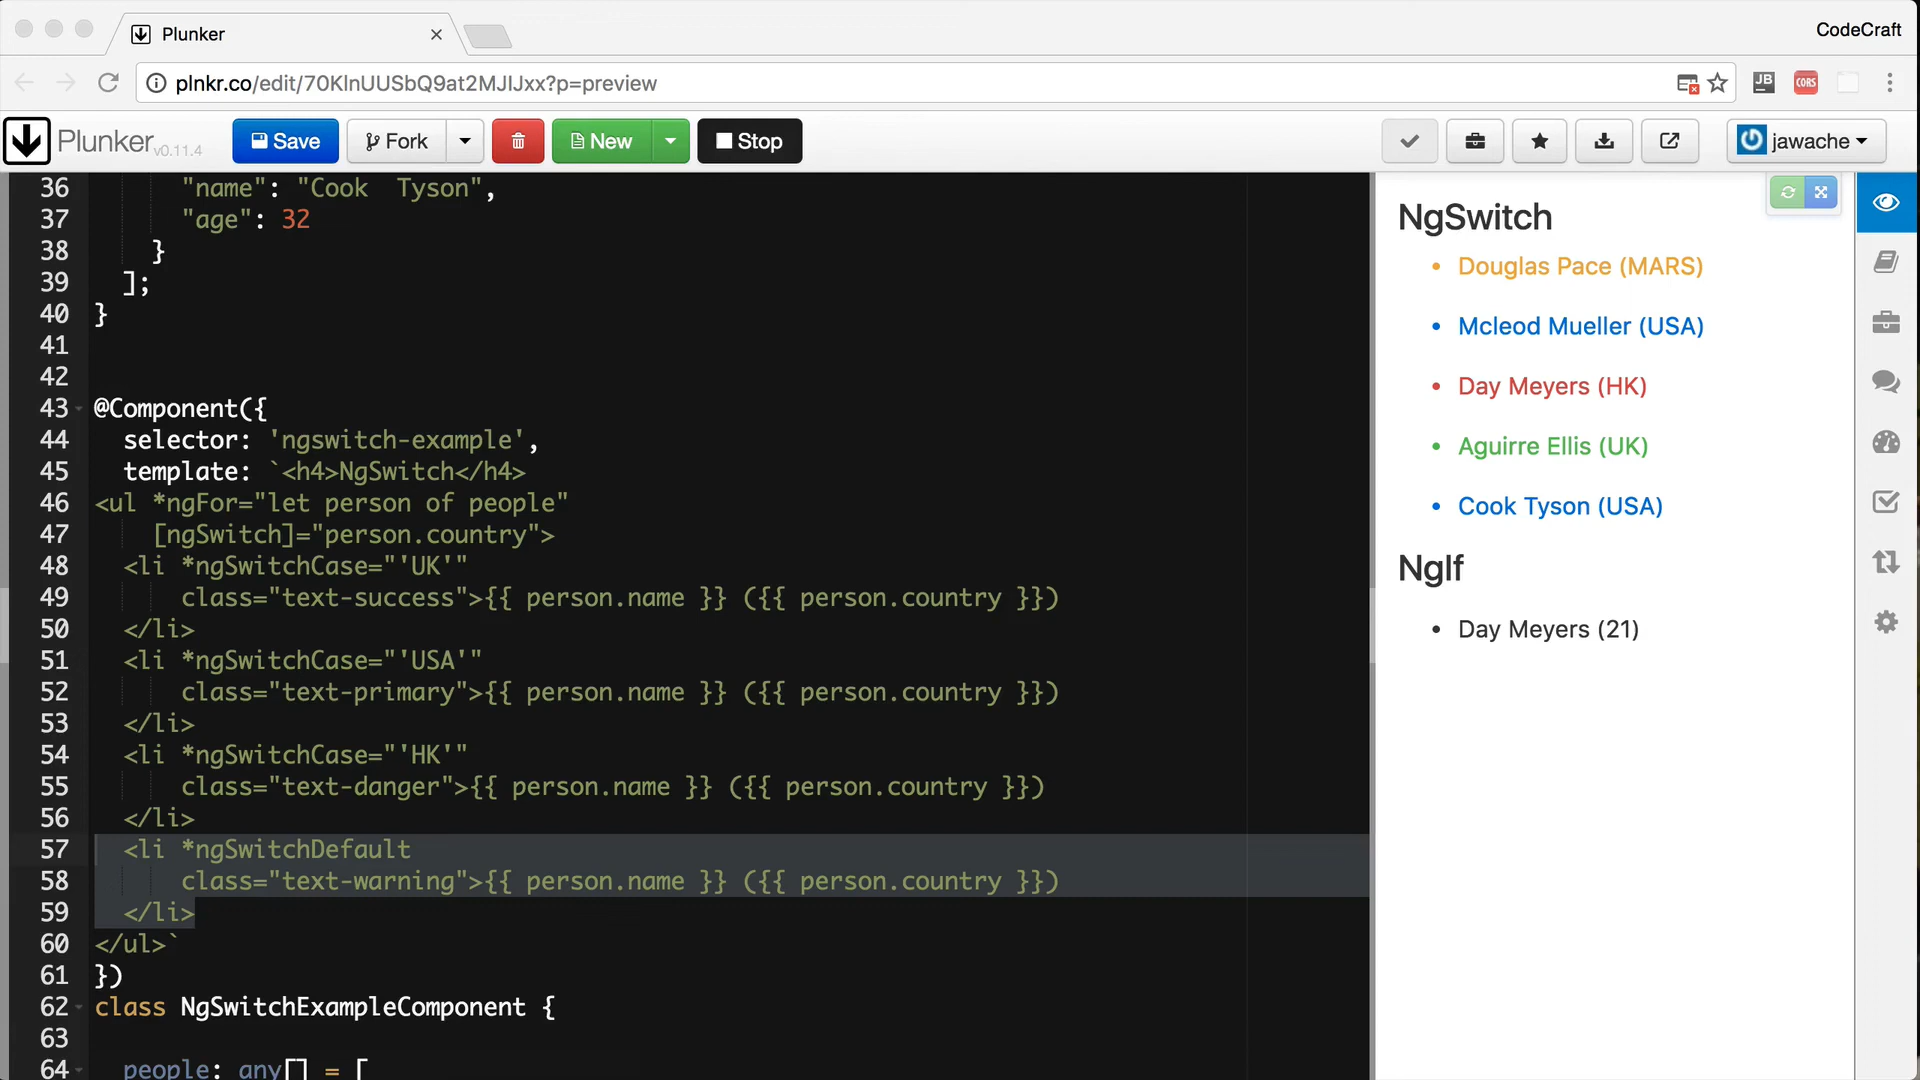 Plunker
CodeCraft
plnkr.co/edit/70KlnUUSbQ9at2MJIJxx?p=preview
JB
CORS
Plunker v0.11.4
Save
Fork
New
Stop
jawache
36 "name": "Cook  Tyson",
37 "age": 32
38 }
39 ];
40 }
41
42
43 @Component({
44 selector: 'ngswitch-example',
45 template: `<h4>NgSwitch</h4>
46 <ul *ngFor="let person of people"
47 [ngSwitch]="person.country">
48 <li *ngSwitchCase="'UK'"
49 class="text-success">{{ person.name }} ({{ person.country }})
50 </li>
51 <li *ngSwitchCase="'USA'"
52 class="text-primary">{{ person.name }} ({{ person.country }})
53 </li>
54 <li *ngSwitchCase="'HK'"
55 class="text-danger">{{ person.name }} ({{ person.country }})
56 </li>
57 <li *ngSwitchDefault
58 class="text-warning">{{ person.name }} ({{ person.country }})
59 </li>
60 </ul>`
61 })
62 class NgSwitchExampleComponent {
63
64 people: any[] = [
NgSwitch
• Douglas Pace (MARS)
• Mcleod Mueller (USA)
• Day Meyers (HK)
• Aguirre Ellis (UK)
• Cook Tyson (USA)
NgIf
• Day Meyers (21)